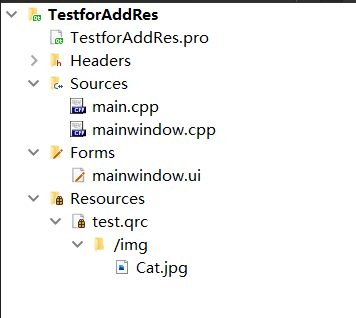 TestforAddRes
TestforAddRes.pro
Headers
Sources
main.cpp
mainwindow.cpp
Forms
mainwindow.ui
Resources
test.qrc
/img
Cat.jpg